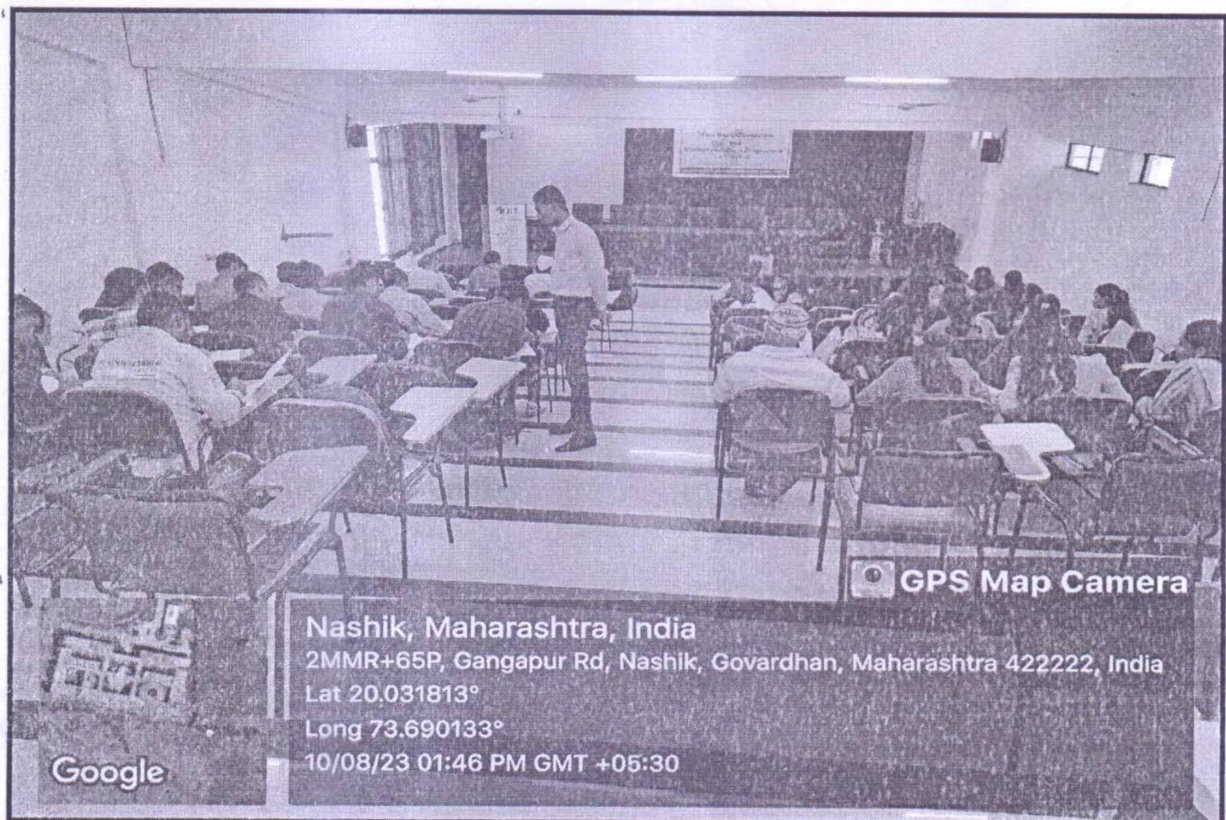 GPS Map Camera
Nashik, Maharashtra, India
2MMR+65P, Gangapur Rd, Nashik, Govardhan, Maharashtra 422222, India
Lat 20.031813°
Long 73.690133°
10/08/23 01:46 PM GMT +05:30
Google